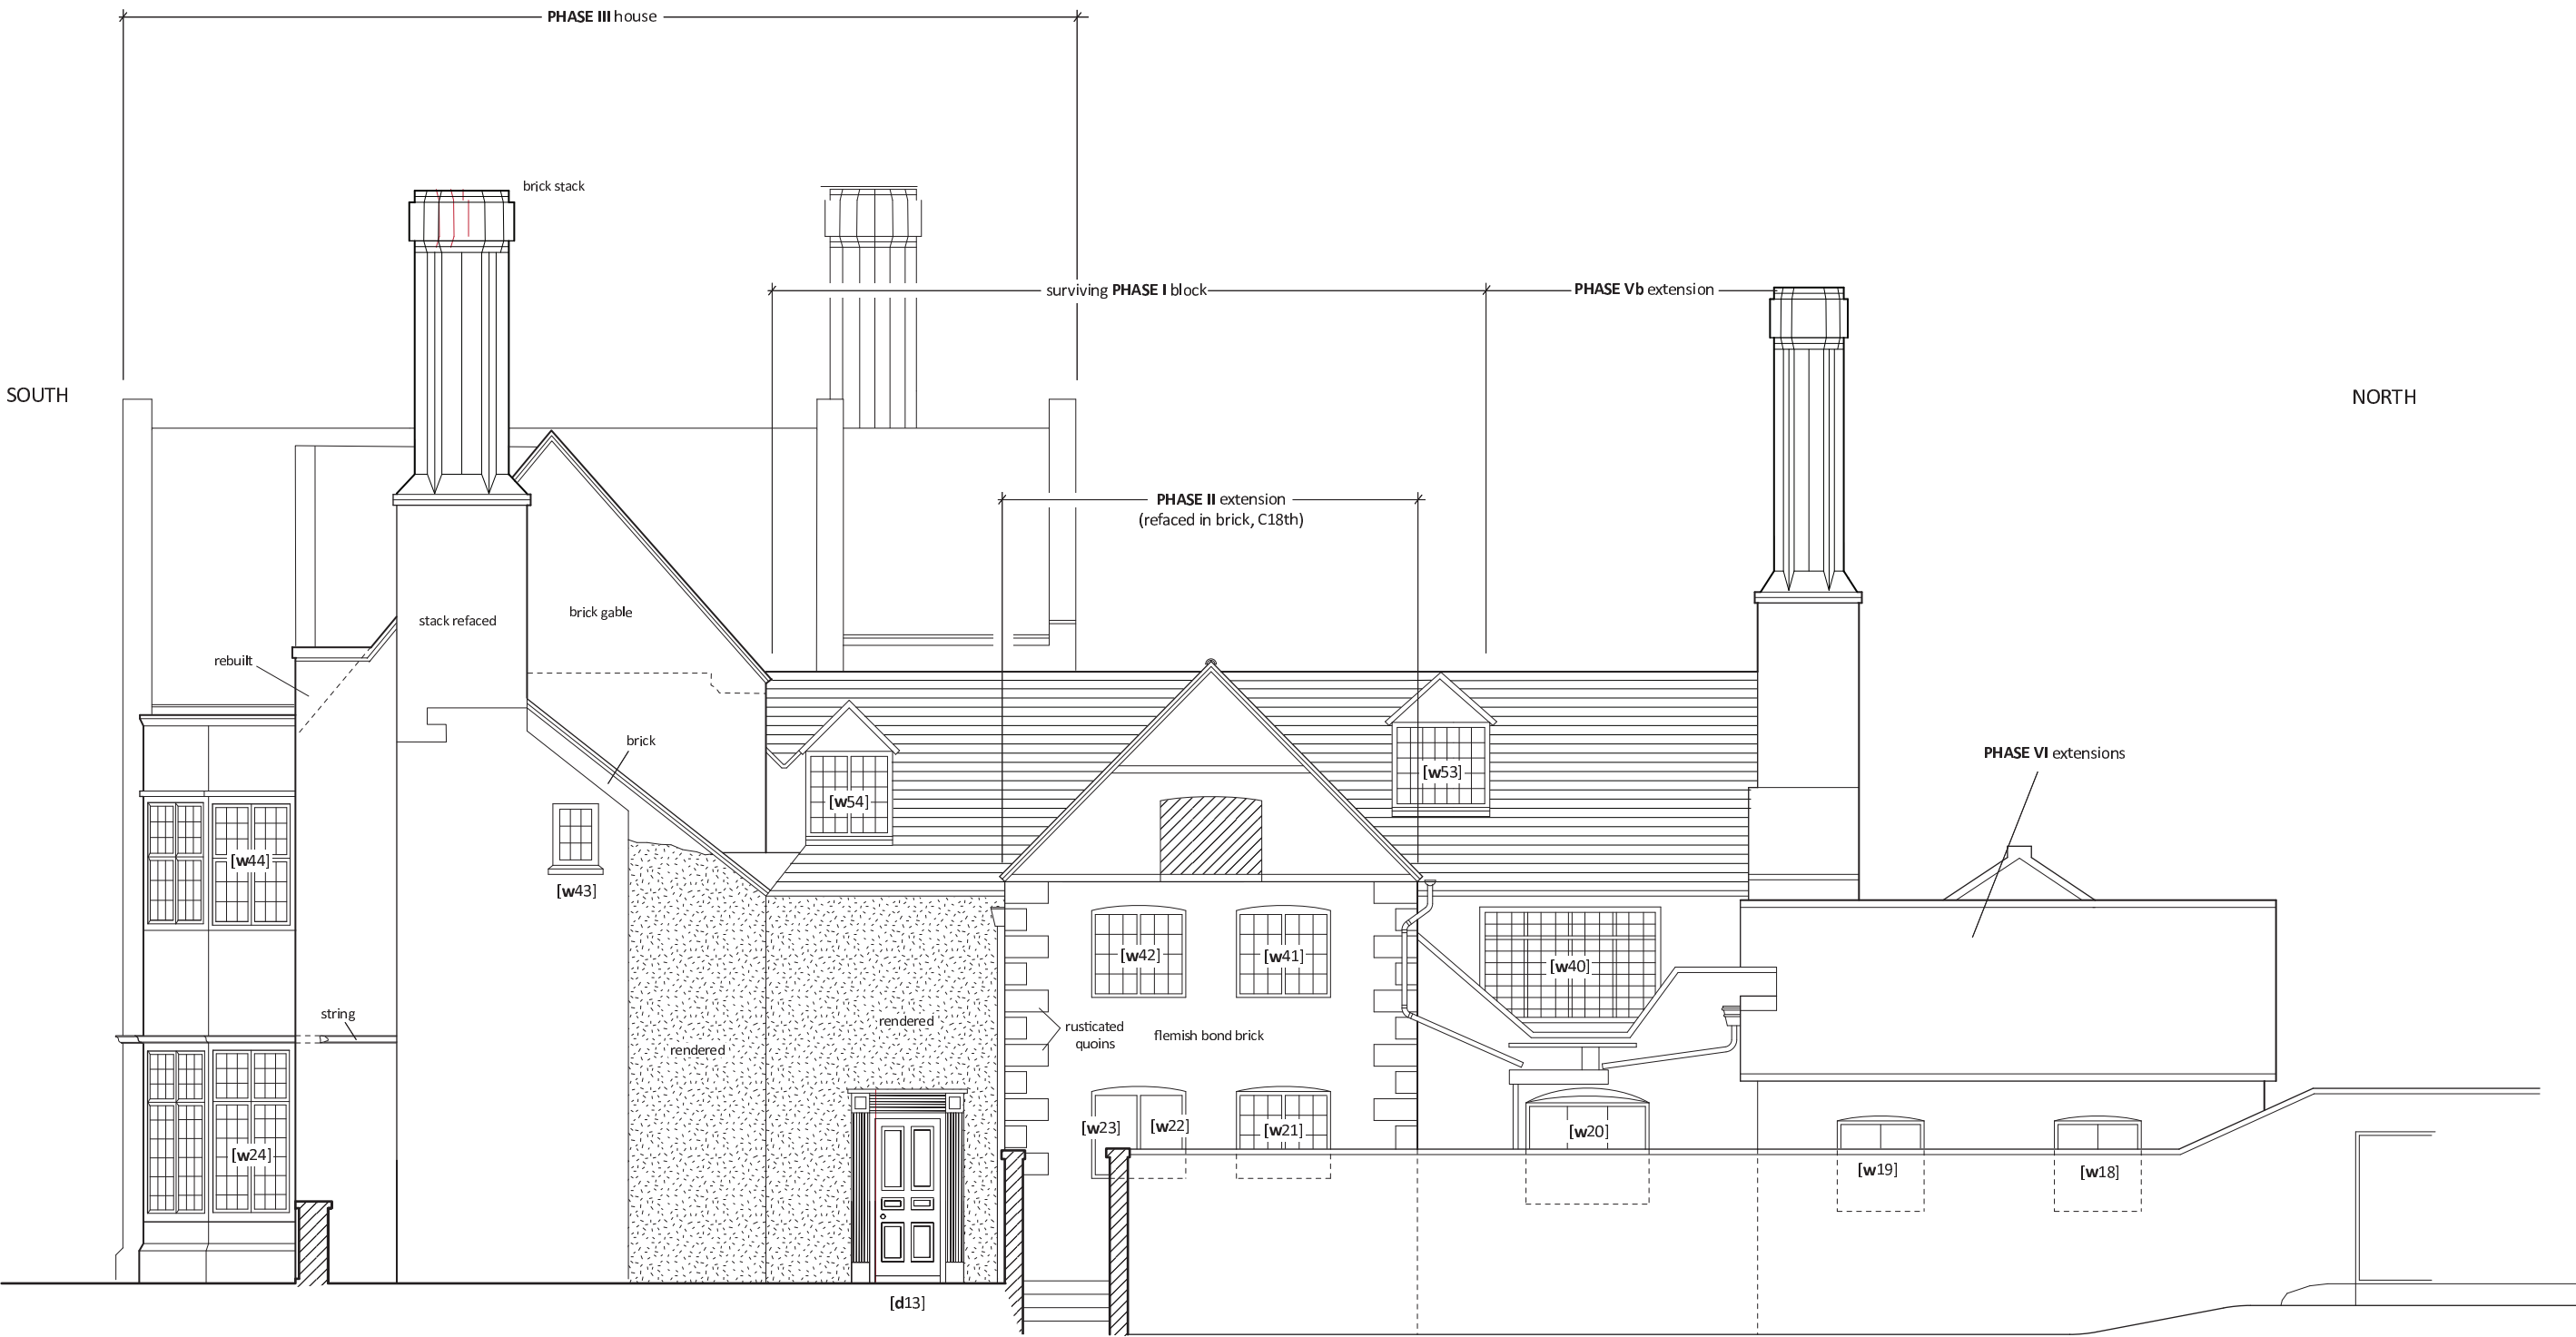 PHASE III house
brick stack
surviving PHASE I block
PHASE Vb extension
SOUTH
NORTH
PHASE II extension
(refaced in brick, C18th)
stack refaced
brick gable
rebuilt
brick
PHASE VI extensions
[w54]
[w53]
[w44]
[w43]
[w42]
[w41]
[w40]
string
rendered
rendered
rusticated
quoins
flemish bond brick
[w24]
[w23]
[w22]
[w21]
[w20]
[w19]
[w18]
[d13]